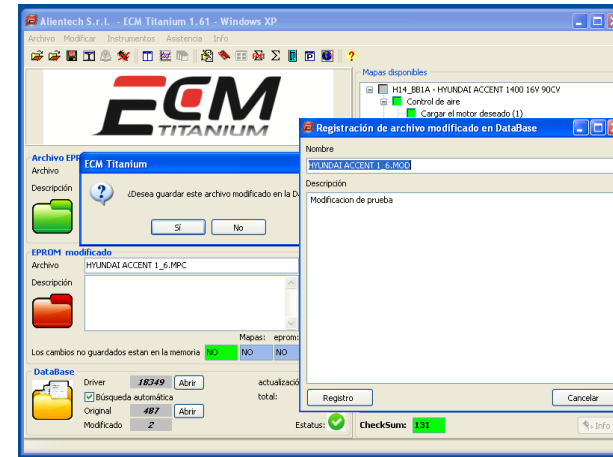 Alientech S.r.l. - ECM Titanium 1.61 - Windows XP
Archivo Modificar Instrumentos Asistencia Info
ECM
TITANIUM
Mapas disponibles
H14_BB1A - HYUNDAI ACCENT 1400 16V 90CV
Control de aire
Cargar el motor deseado (1)
Archivo EPR
Archivo
Descripción
ECM Titanium
¿Desea guardar este archivo modificado en la D
Sí No
Registración de archivo modificado en DataBase
Nombre
HYUNDAI ACCENT 1_6.MOD
Descripción
Modificacion de prueba
Registro Cancelar
EPROM modificado
Archivo HYUNDAI ACCENT 1_6.MPC
Descripción
Mapas: eprom:
Los cambios no guardados estan en la memoria NO NO NO
DataBase
Driver 18349 Abrir actualizació
Búsqueda automática total:
Original 487 Abrir
Modificado 2 Estatus:
CheckSum: 131 Info